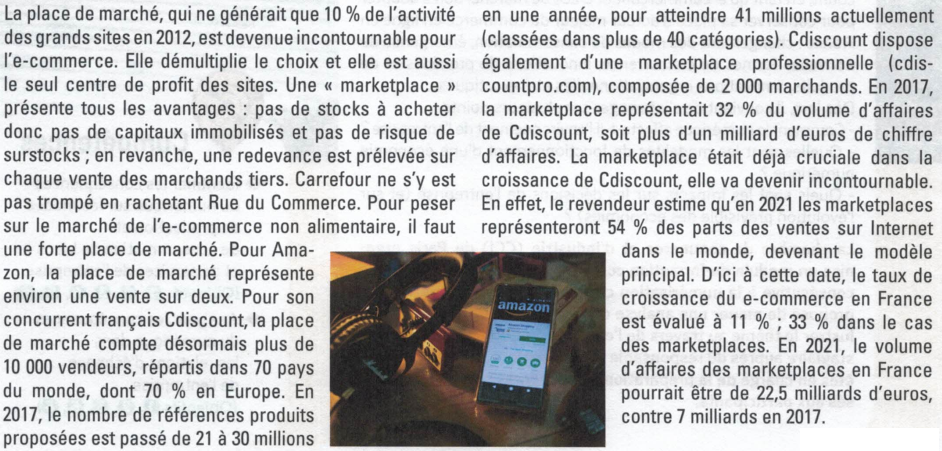 La place de marché, qui ne générait que 10 % de l'activité
des grands sites en 2012, est devenue incontournable pour
l'e-commerce. Elle démultiplie le choix et elle est aussi
le seul centre de profit des sites. Une « marketplace »
présente tous les avantages : pas de stocks à acheter
donc pas de capitaux immobilisés et pas de risque de
surstocks ; en revanche, une redevance est prélevée sur
chaque vente des marchands tiers. Carrefour ne s'y est
pas trompé en rachetant Rue du Commerce. Pour peser
sur le marché de l'e-commerce non alimentaire, il faut
une forte place de marché. Pour Ama-
zon, la place de marché représente
environ une vente sur deux. Pour son
concurrent français Cdiscount, la place
de marché compte désormais plus de
10 000 vendeurs, répartis dans 70 pays
du monde, dont 70 % en Europe. En
2017, le nombre de références produits
proposées est passé de 21 à 30 millions
en une année, pour atteindre 41 millions actuellement
(classées dans plus de 40 catégories). Cdiscount dispose
également d'une marketplace professionnelle (cdis-
countpro.com), composée de 2 000 marchands. En 2017,
la marketplace représentait 32 % du volume d'affaires
de Cdiscount, soit plus d'un milliard d'euros de chiffre
d'affaires. La marketplace était déjà cruciale dans la
croissance de Cdiscount, elle va devenir incontournable.
En effet, le revendeur estime qu'en 2021 les marketplaces
représenteront 54 % des parts des ventes sur Internet
dans le monde, devenant le modèle
principal. D'ici à cette date, le taux de
croissance du e-commerce en France
est évalué à 11 % ; 33 % dans le cas
des marketplaces. En 2021, le volume
d'affaires des marketplaces en France
pourrait être de 22,5 milliards d'euros,
contre 7 milliards en 2017.
amazon